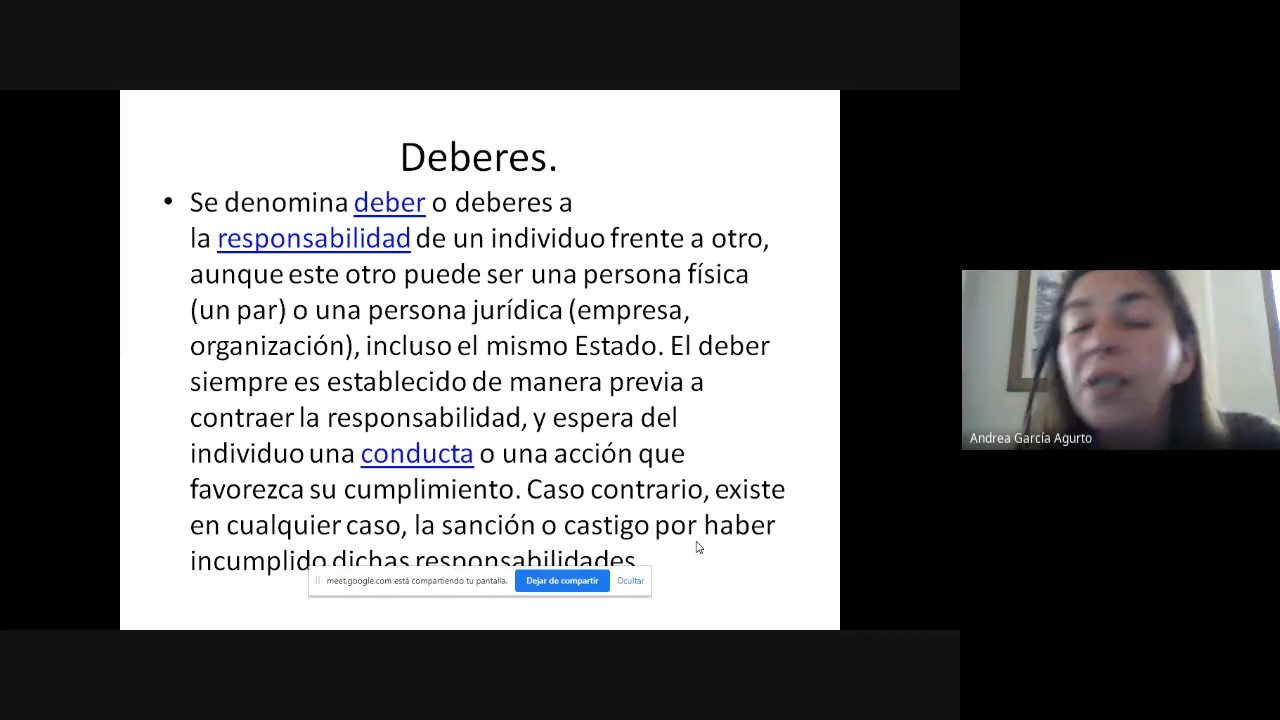 Deberes.
• Se denomina deber o deberes a
la responsabilidad de un individuo frente a otro,
aunque este otro puede ser una persona física
(un par) o una persona jurídica (empresa,
organización), incluso el mismo Estado. El deber
siempre es establecido de manera previa a
contraer la responsabilidad, y espera del
individuo una conducta o una acción que
favorezca su cumplimiento. Caso contrario, existe
en cualquier caso, la sanción o castigo por haber
incumplido dichas responsabilidades.
meet.google.com está compartiendo tu pantalla.
Dejar de compartir
Ocultar
Andrea García Agurto